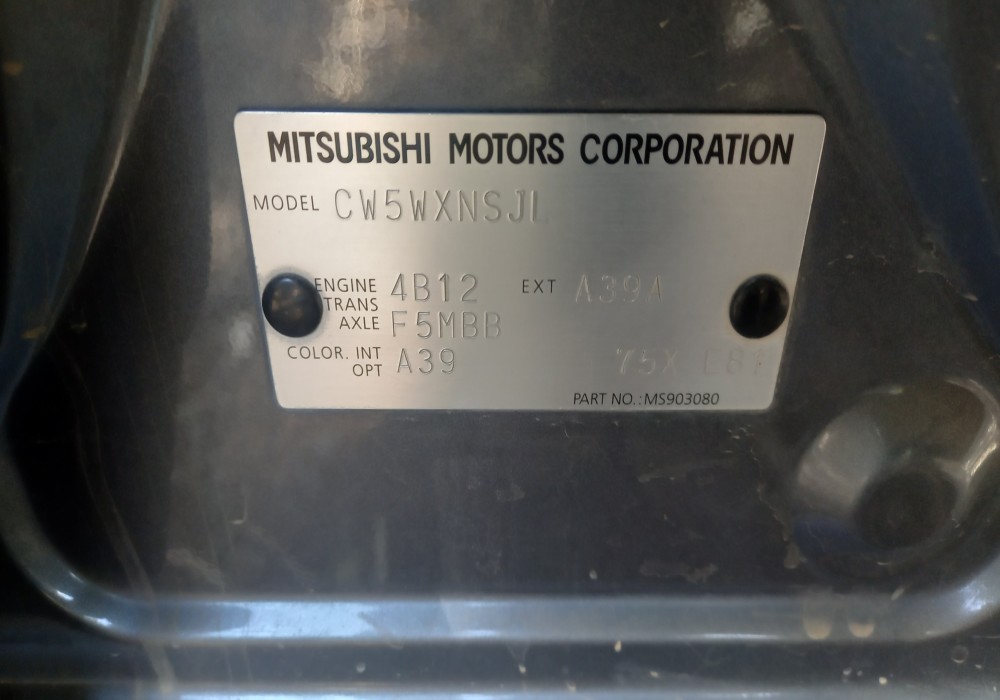 MITSUBISHI MOTORS CORPORATION
MODEL CW5WXNSJL
ENGINE 4B12 EXT A39A
TRANS
AXLE F5MBB
COLOR. INT
OPT A39 75X
PART NO.: MS903080